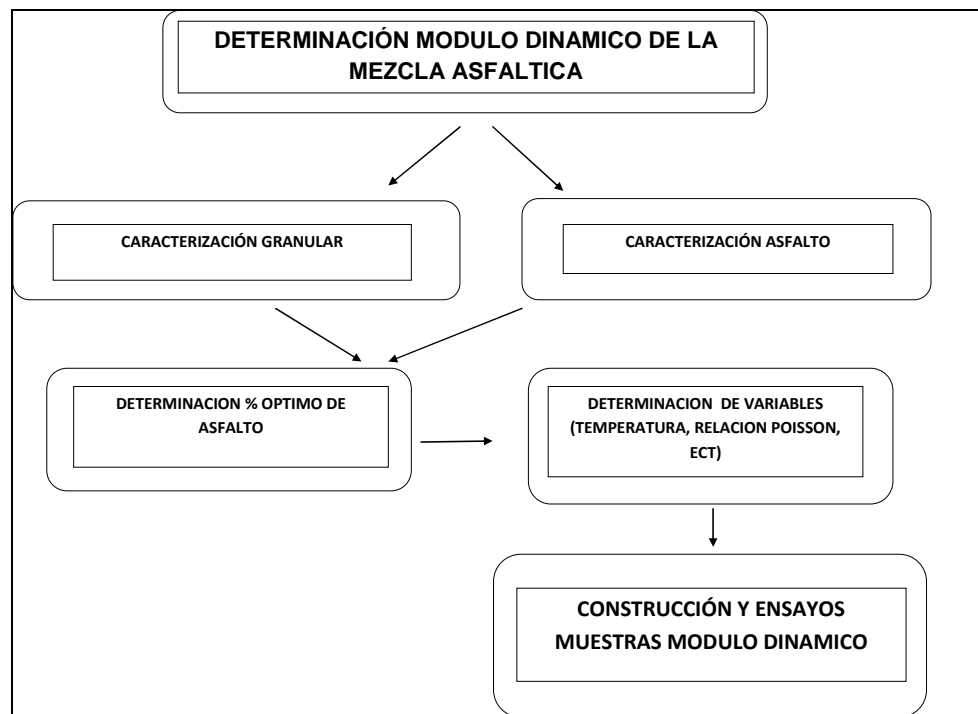 DETERMINACIÓN MODULO DINAMICO DE LA
MEZCLA ASFALTICA
CARACTERIZACIÓN GRANULAR
CARACTERIZACIÓN ASFALTO
DETERMINACION % OPTIMO DE
ASFALTO
DETERMINACION DE VARIABLES
(TEMPERATURA, RELACION POISSON,
ECT)
CONSTRUCCIÓN Y ENSAYOS
MUESTRAS MODULO DINAMICO